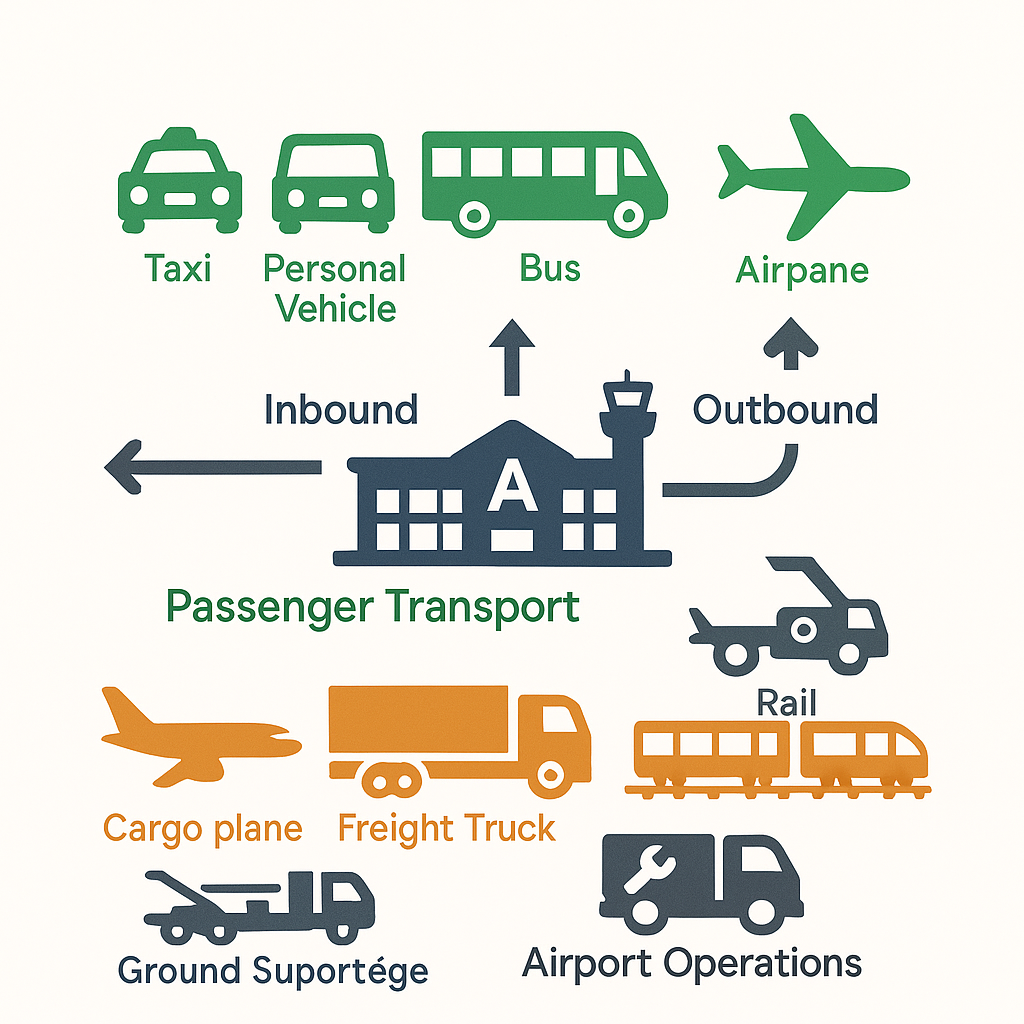 Taxi
Personal
Vehicle
Bus
Airpane
Inbound
Outbound
A
Passenger Transport
Rail
Cargo plane
Freight Truck
Ground Suportége
Airport Operations